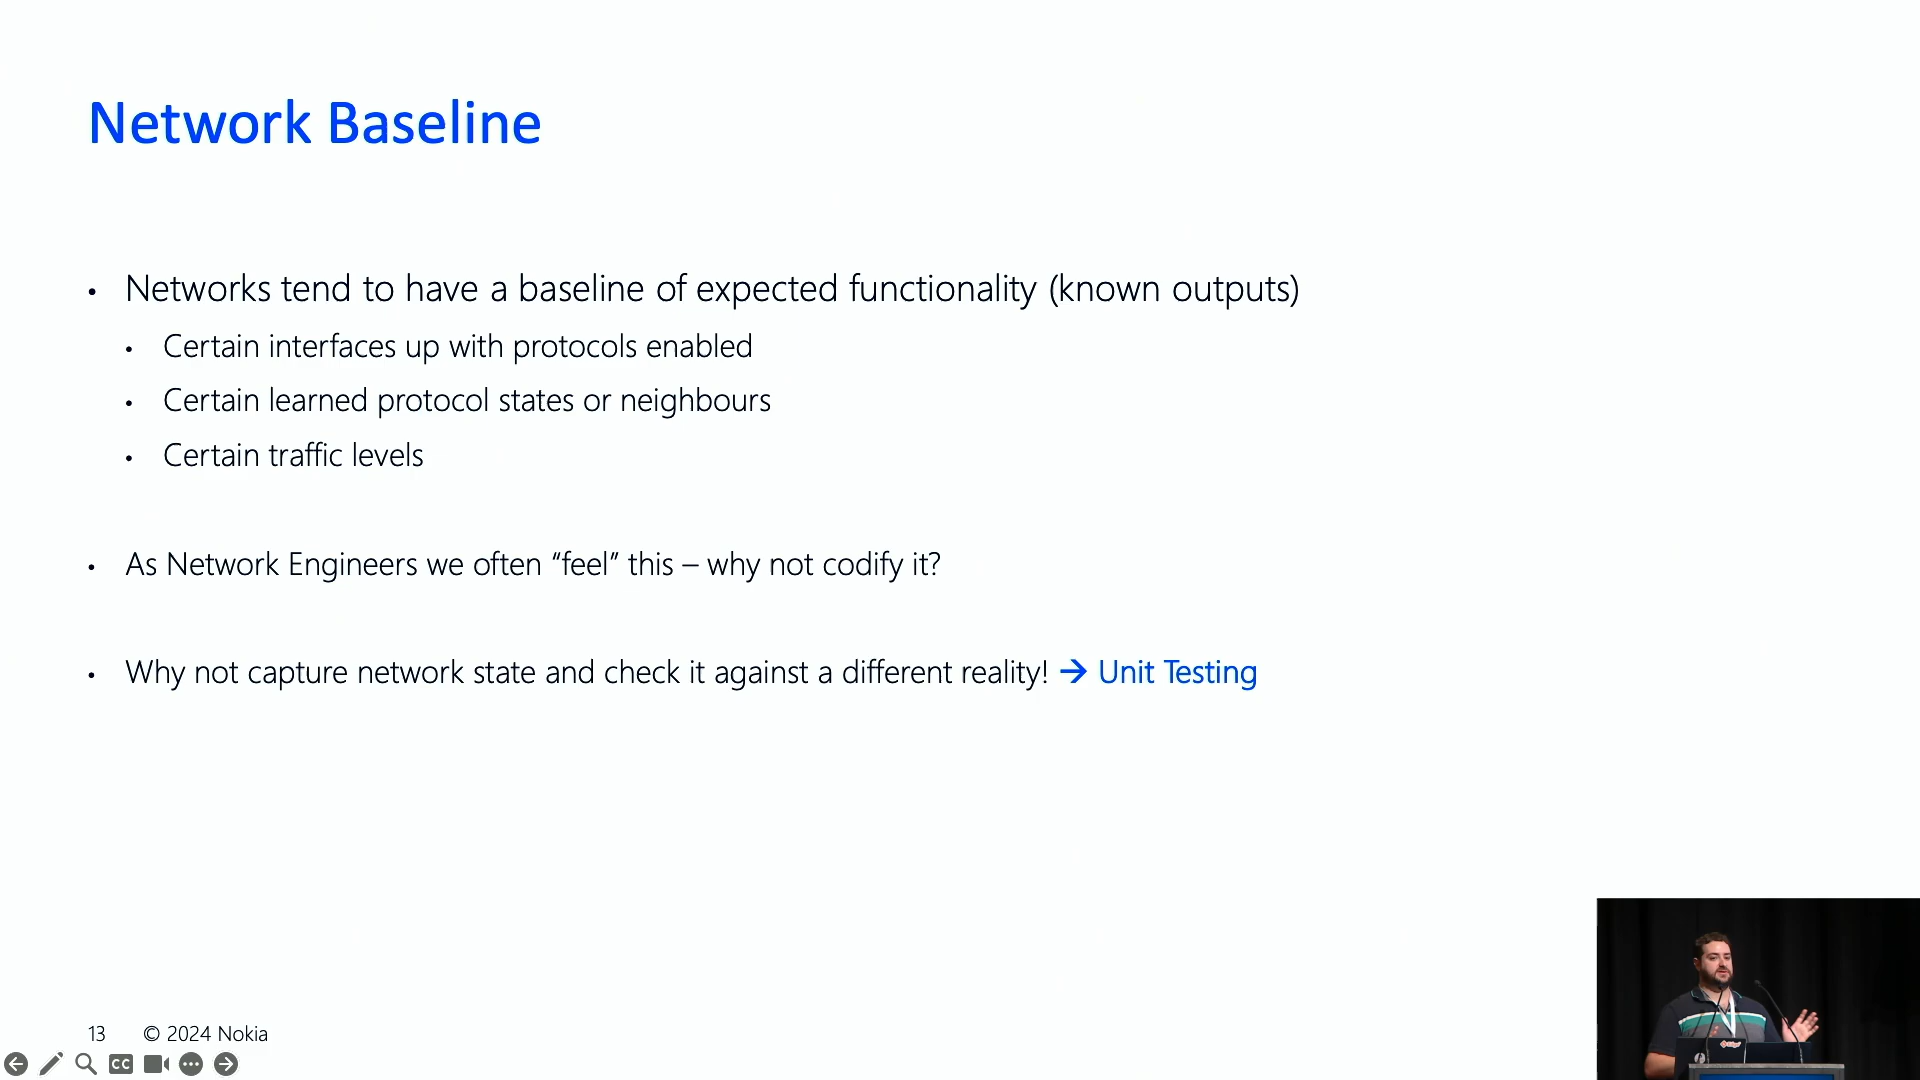 Network Baseline
• Networks tend to have a baseline of expected functionality (known outputs)
• Certain interfaces up with protocols enabled
• Certain learned protocol states or neighbours
• Certain traffic levels
• As Network Engineers we often “feel” this – why not codify it?
• Why not capture network state and check it against a different reality! → Unit Testing
13 © 2024 Nokia
CC